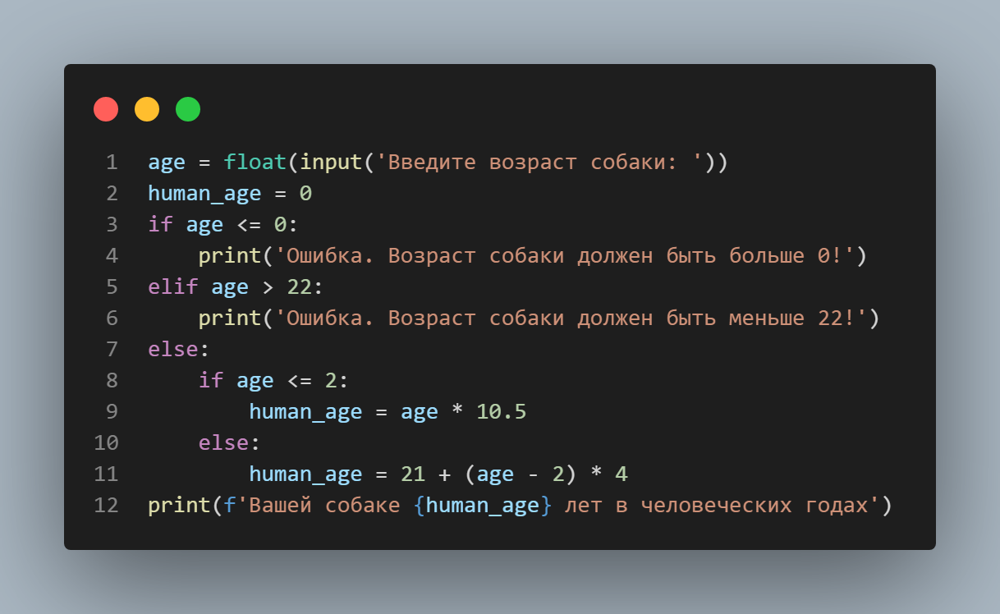 1 age = float(input('Введите возраст собаки: '))
2 human_age = 0
3 if age <= 0:
4     print('Ошибка. Возраст собаки должен быть больше 0!')
5 elif age > 22:
6     print('Ошибка. Возраст собаки должен быть меньше 22!')
7 else:
8     if age <= 2:
9         human_age = age * 10.5
10     else:
11         human_age = 21 + (age - 2) * 4
12 print(f'Вашей собаке {human_age} лет в человеческих годах')